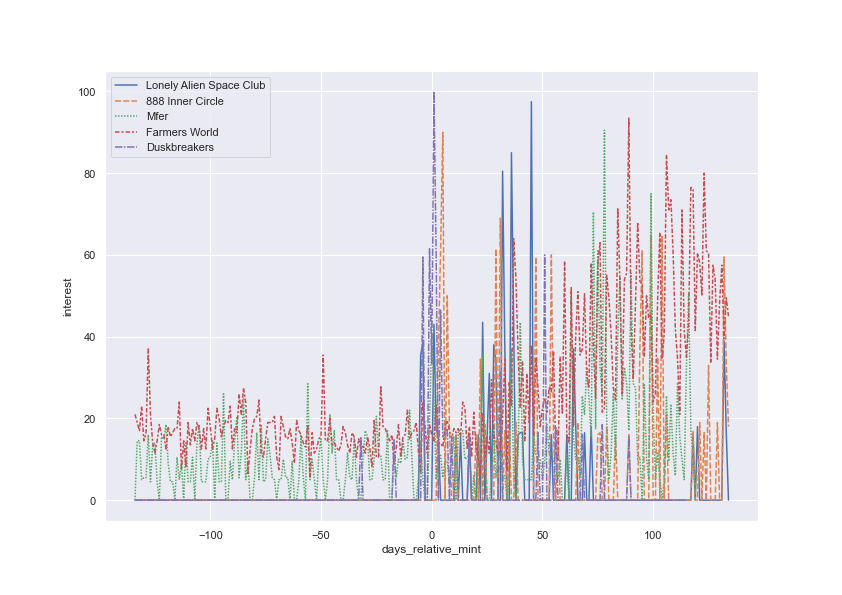 Lonely Alien Space Club
888 Inner Circle
Mfer
Farmers World
Duskbreakers
100
80
60
40
20
0
interest
−100 −50 0 50 100
days_relative_mint